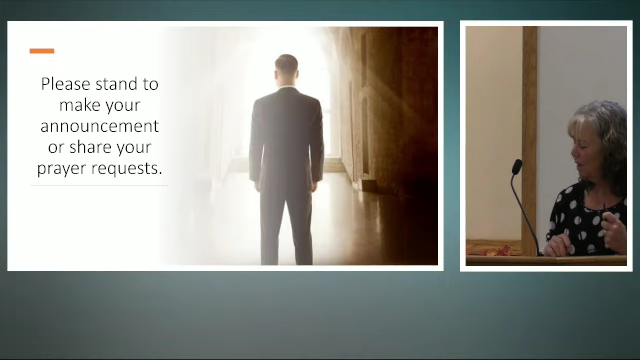 Please stand to
make your
announcement
or share your
prayer requests.